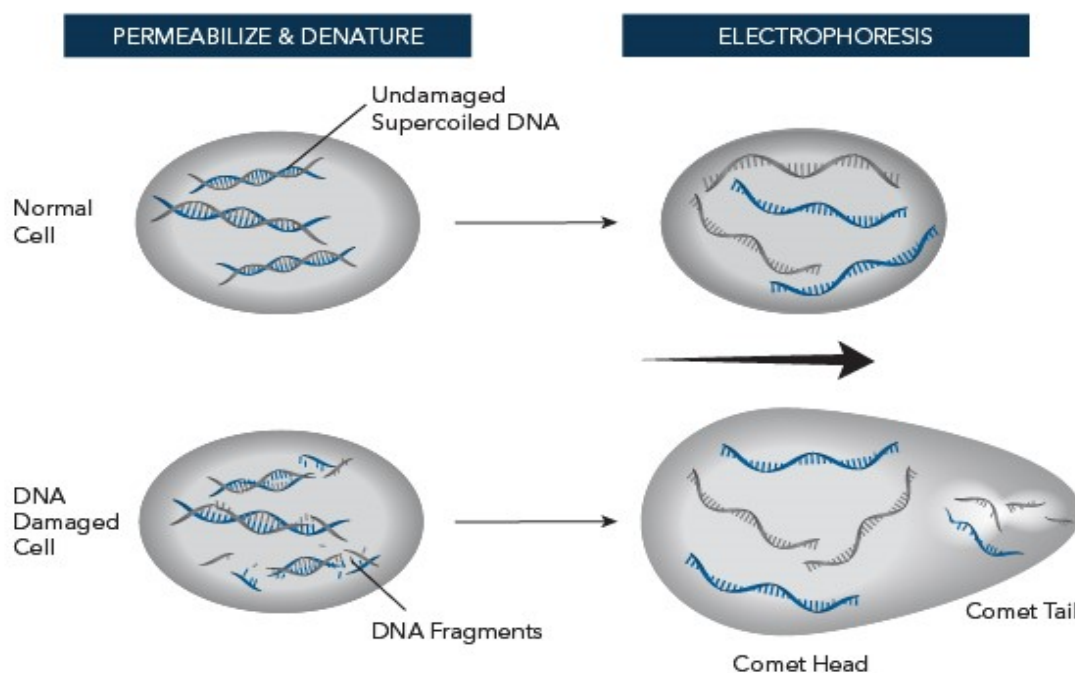 PERMEABILIZE & DENATURE
ELECTROPHORESIS
Undamaged
Supercoiled DNA
Normal
Cell
DNA
Damaged
Cell
DNA Fragments
Comet Tail
Comet Head